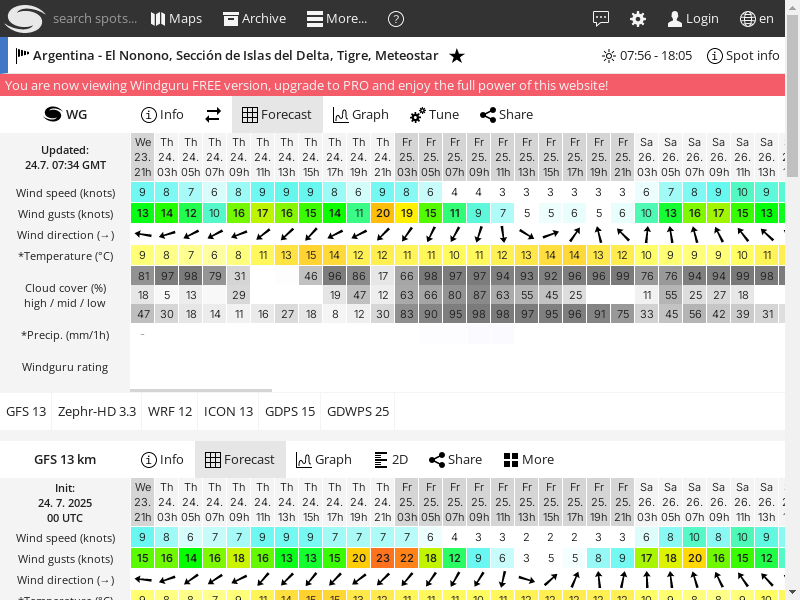 search spots... Maps Archive More... ? Login en
Argentina - El Nonono, Sección de Islas del Delta, Tigre, Meteostar ★ 07:56 - 18:05 Spot info
You are now viewing Windguru FREE version, upgrade to PRO and enjoy the full power of this website!
WG Info Forecast Graph Tune Share
Updated:
24.7. 07:34 GMT
We Th Th Th Th Th Th Th Th Th Th Fr Fr Fr Fr Fr Fr Fr Fr Fr Fr Sa Sa Sa Sa Sa Sa
23. 24. 24. 24. 24. 24. 24. 24. 24. 24. 24. 25. 25. 25. 25. 25. 25. 25. 25. 25. 25. 26. 26. 26. 26. 26. 26.
21h 03h 05h 07h 09h 11h 13h 15h 17h 19h 21h 03h 05h 07h 09h 11h 13h 15h 17h 19h 21h 03h 05h 07h 09h 11h 13h
Wind speed (knots) 9 8 7 6 8 9 9 9 8 6 9 8 6 4 4 3 3 3 3 3 3 6 7 8 9 10 9
Wind gusts (knots) 13 14 12 10 16 17 16 15 14 11 20 19 15 11 9 7 5 5 6 5 6 10 13 16 17 15 13
Wind direction (→)
*Temperature (°C) 9 8 7 6 8 11 13 15 14 12 12 11 11 10 11 12 13 14 14 13 12 10 9 9 9 10 11
81 97 98 79 31 46 96 86 17 66 98 97 97 94 93 92 96 96 99 76 76 94 94 99 98
Cloud cover (%)
high / mid / low
18 5 13 29 19 47 12 63 66 80 87 63 55 45 25 11 55 25 27 18
47 30 18 14 11 16 27 18 8 12 30 83 90 95 98 98 97 95 96 91 75 33 45 56 42 39 31
*Precip. (mm/1h) -
Windguru rating
GFS 13 Zephr-HD 3.3 WRF 12 ICON 13 GDPS 15 GDWPS 25
GFS 13 km Info Forecast Graph 2D Share More
Init:
24. 7. 2025
00 UTC
We Th Th Th Th Th Th Th Th Th Th Fr Fr Fr Fr Fr Fr Fr Fr Fr Fr Sa Sa Sa Sa Sa Sa
23. 24. 24. 24. 24. 24. 24. 24. 24. 24. 24. 25. 25. 25. 25. 25. 25. 25. 25. 25. 25. 26. 26. 26. 26. 26. 26.
21h 03h 05h 07h 09h 11h 13h 15h 17h 19h 21h 03h 05h 07h 09h 11h 13h 15h 17h 19h 21h 03h 05h 07h 09h 11h 13h
Wind speed (knots) 9 8 6 7 7 9 9 9 7 7 7 7 6 4 3 3 2 2 2 3 3 6 8 10 8 10 9
Wind gusts (knots) 15 16 14 16 18 16 13 13 15 20 23 22 18 12 9 6 3 5 5 8 9 17 18 20 16 15 12
Wind direction (→)
*Temperature (°C)